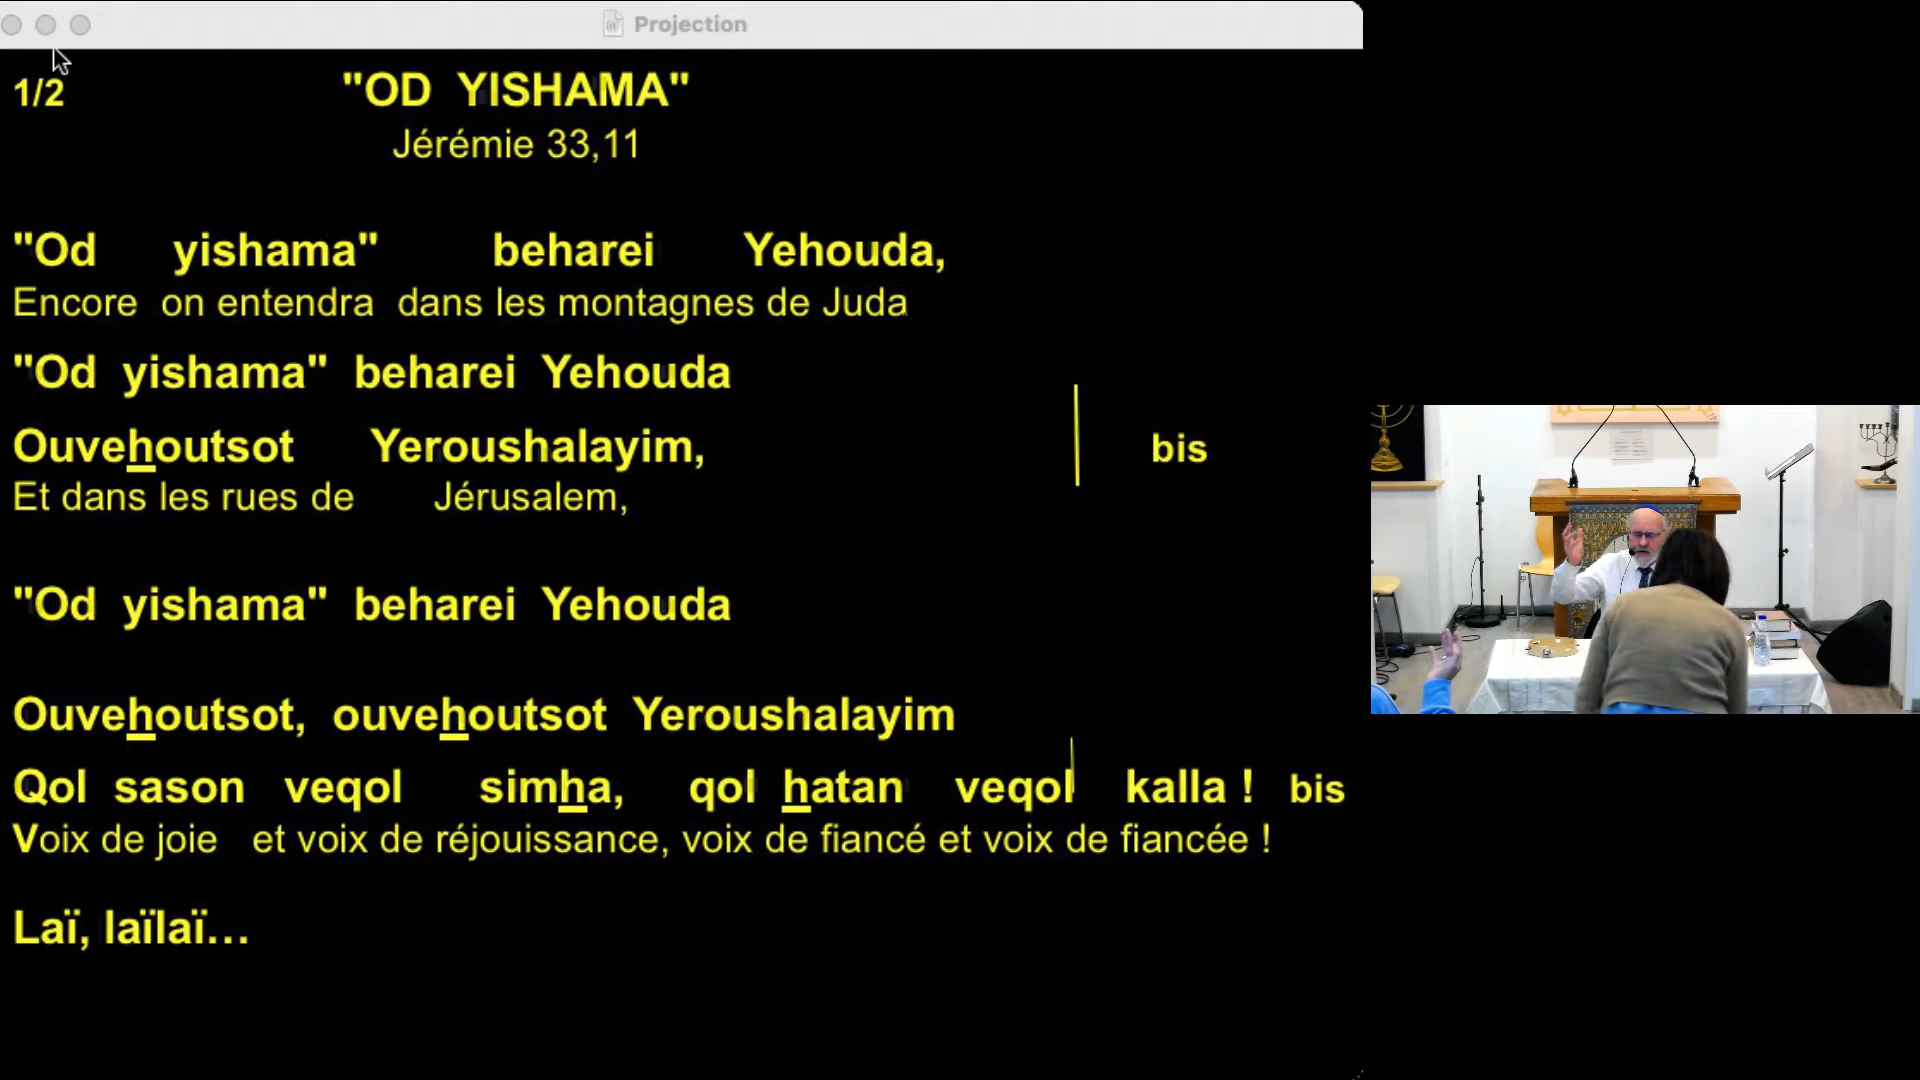 Projection
1/2 "OD YISHAMA"
Jérémie 33,11
"Od yishama" beharei Yehouda,
Encore on entendra dans les montagnes de Juda
"Od yishama" beharei Yehouda
Ouvehoutsot Yeroushalayim, bis
Et dans les rues de Jérusalem,
"Od yishama" beharei Yehouda
Ouvehoutsot, ouvehoutsot Yeroushalayim
Qol sason veqol simha, qol hatan veqol kalla ! bis
Voix de joie et voix de réjouissance, voix de fiancé et voix de fiancée !
Laï, laïlaï...